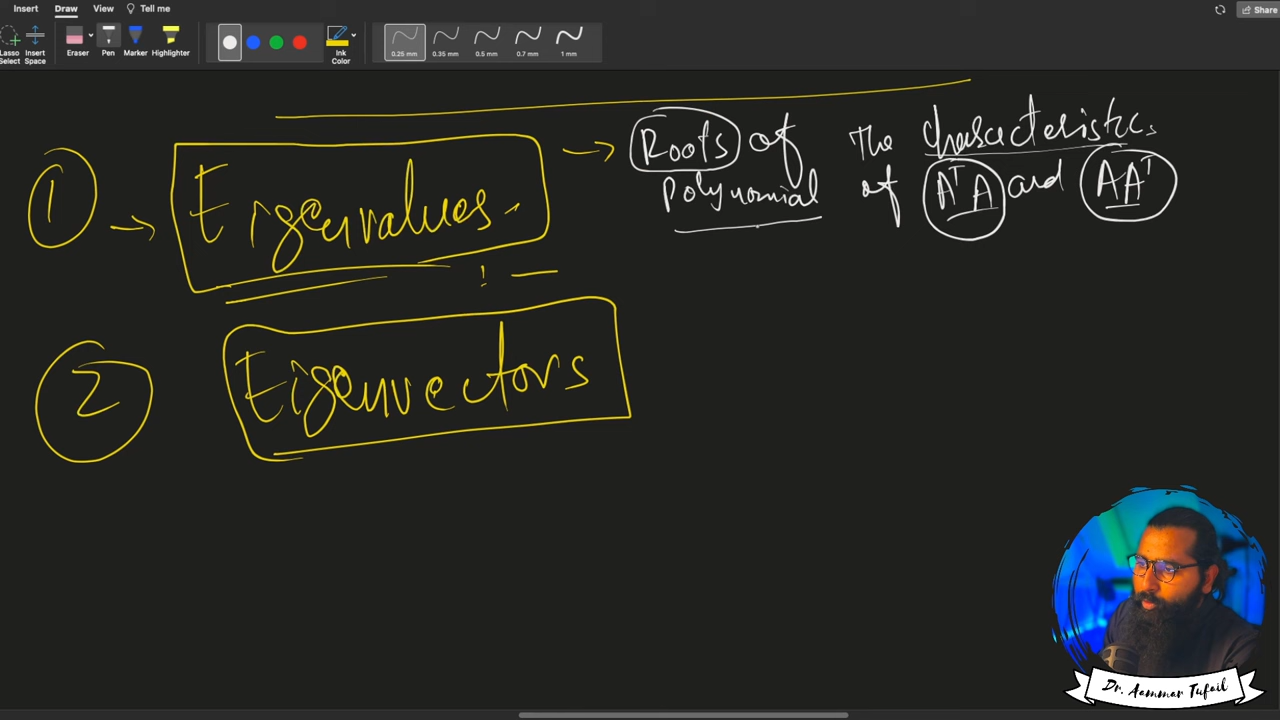 Insert Draw View Tell me
Share
Lasso Select
Insert Space
Eraser
Pen
Marker
Highlighter
Ink Color
0.25 mm
0.35 mm
0.5 mm
0.7 mm
1 mm
1 → Eigenvalues. → Roots of The characteristic.
Polynomial of AᵀA and AAᵀ
2 Eigenvectors
Dr. Aammar Tufail